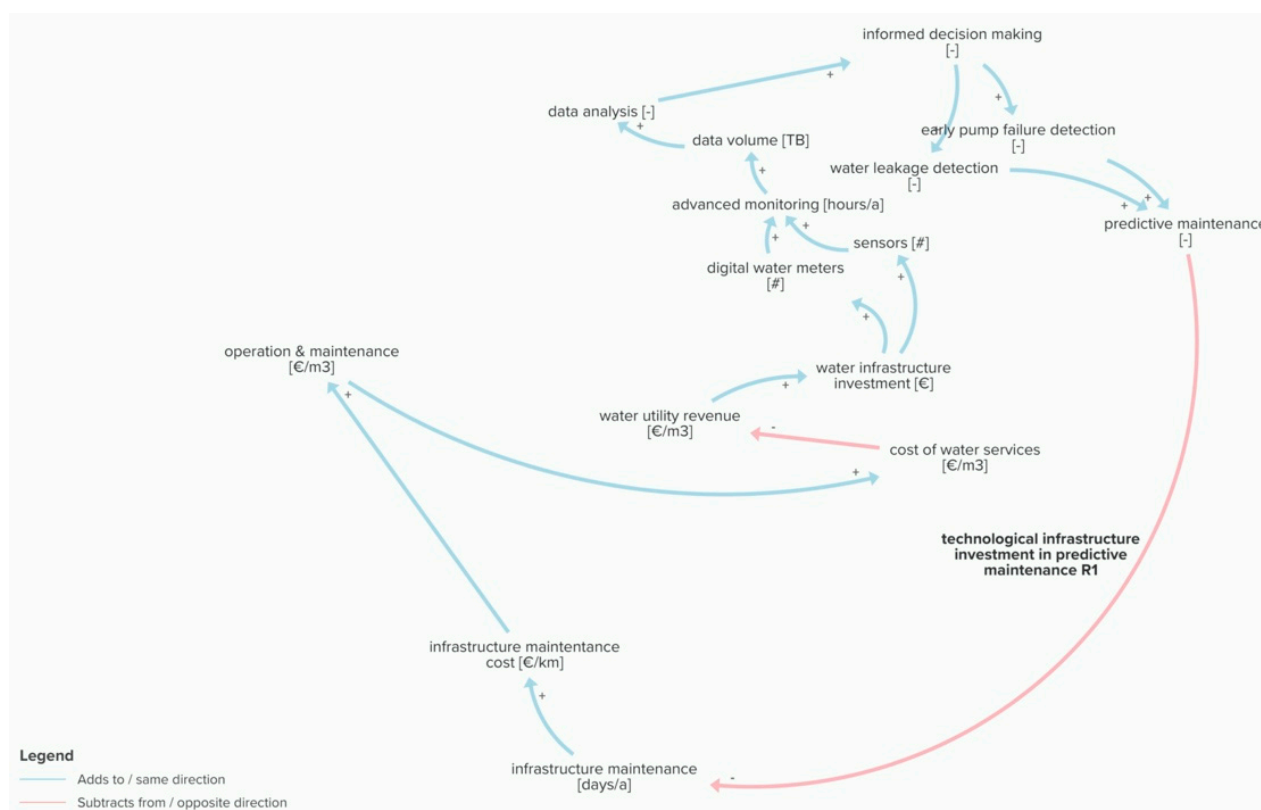 informed decision making
[-]
+
+
data analysis [-]
+
early pump failure detection
[-]
+
data volume [TB]
water leakage detection
[-]
+
+
+
advanced monitoring [hours/a]
predictive maintenance
[-]
+
+
sensors [#]
digital water meters
[#]
+
+
operation & maintenance
[€/m3]
+
water infrastructure
investment [€]
+
water utility revenue
[€/m3]
-
cost of water services
[€/m3]
+
technological infrastructure
investment in predictive
maintenance R1
infrastructure maintentance
cost [€/km]
+
infrastructure maintenance
[days/a]
-
Legend
Adds to / same direction
Subtracts from / opposite direction